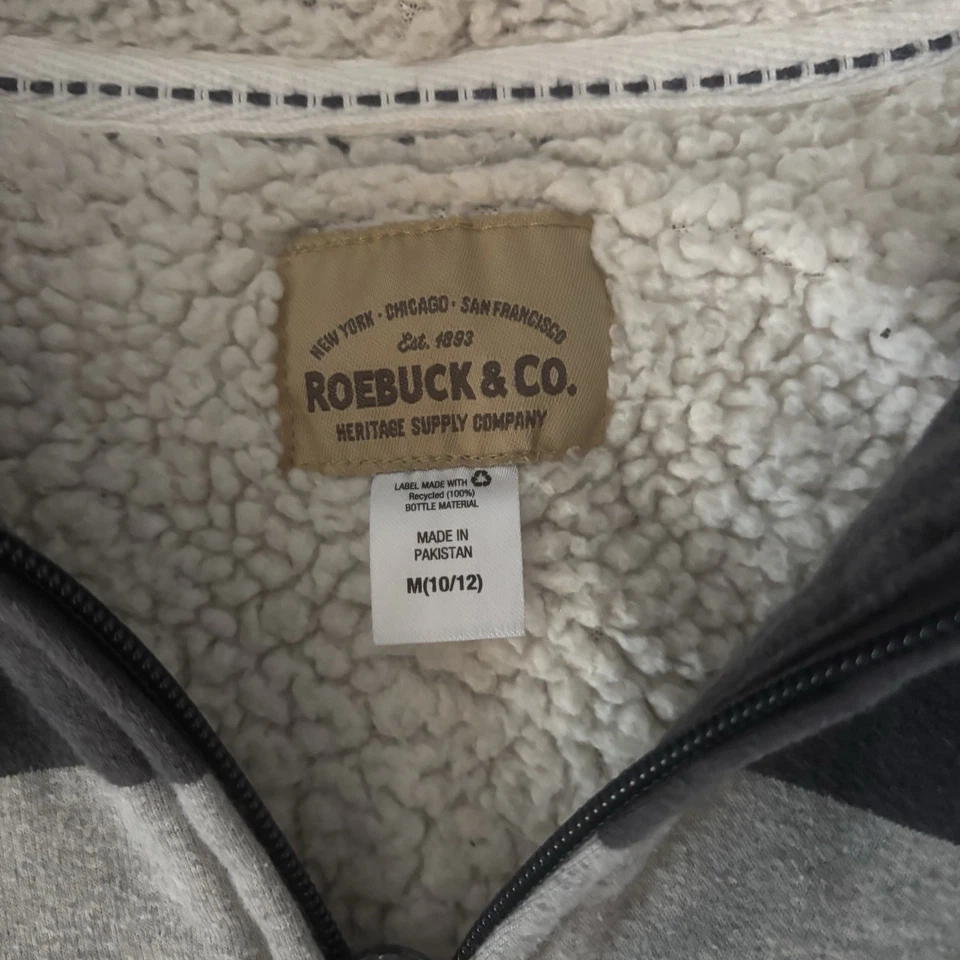 NEW YORK · CHICAGO · SAN FRANCISCO
Est. 1893
ROEBUCK & CO.
HERITAGE SUPPLY COMPANY
LABEL MADE WITH
Recycled (100%)
BOTTLE MATERIAL
MADE IN
PAKISTAN
M(10/12)